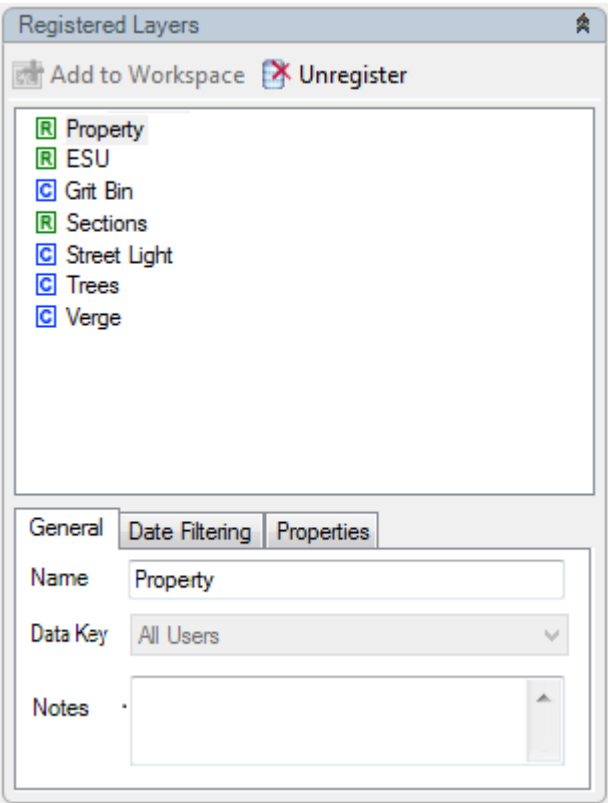 Registered Layers
Add to Workspace Unregister
R Property
R ESU
C Grit Bin
R Sections
C Street Light
C Trees
C Verge
General Date Filtering Properties
Name Property
Data Key All Users
Notes